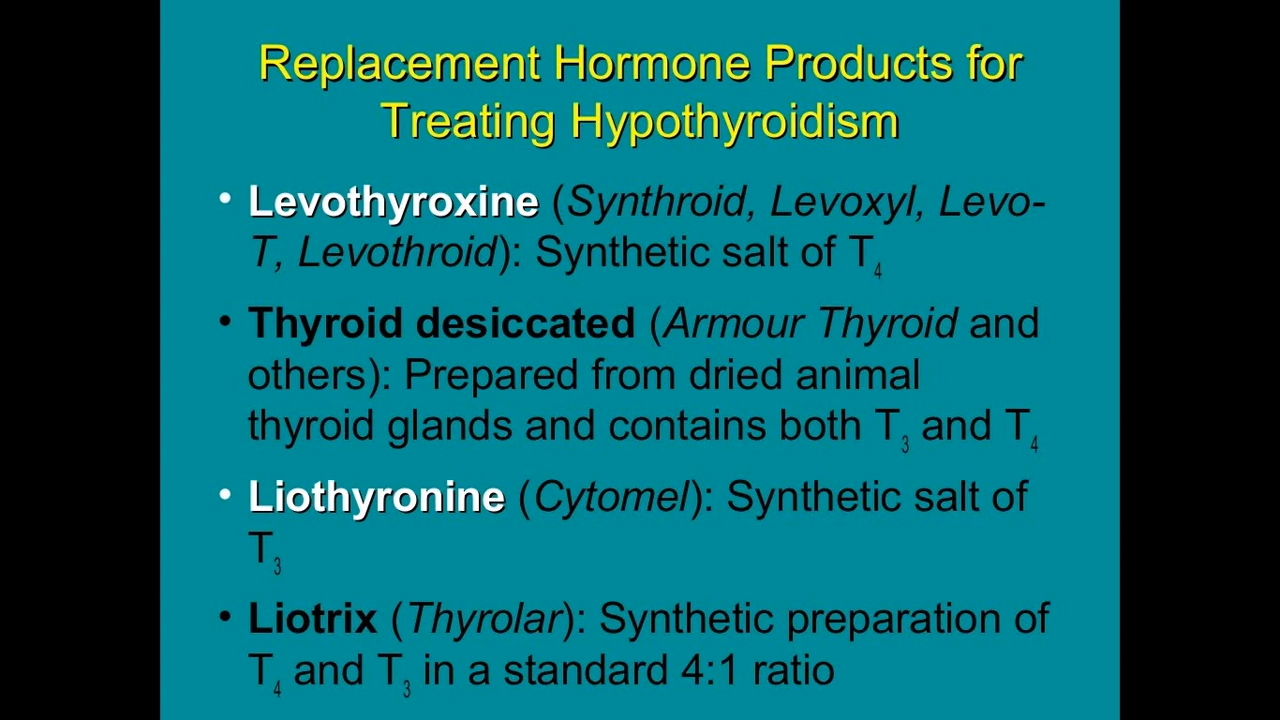 Replacement Hormone Products for
Treating Hypothyroidism
• Levothyroxine (Synthroid, Levoxyl, Levo-
T, Levothroid): Synthetic salt of T4
• Thyroid desiccated (Armour Thyroid and
others): Prepared from dried animal
thyroid glands and contains both T3 and T4
• Liothyronine (Cytomel): Synthetic salt of
T3
• Liotrix (Thyrolar): Synthetic preparation of
T4 and T3 in a standard 4:1 ratio